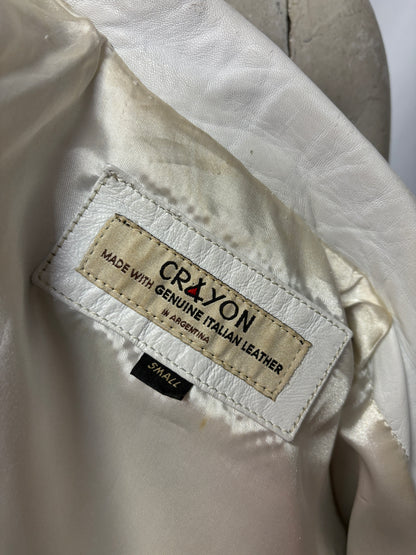 CRAYON
MADE WITH GENUINE ITALIAN LEATHER
IN ARGENTINA
SMALL